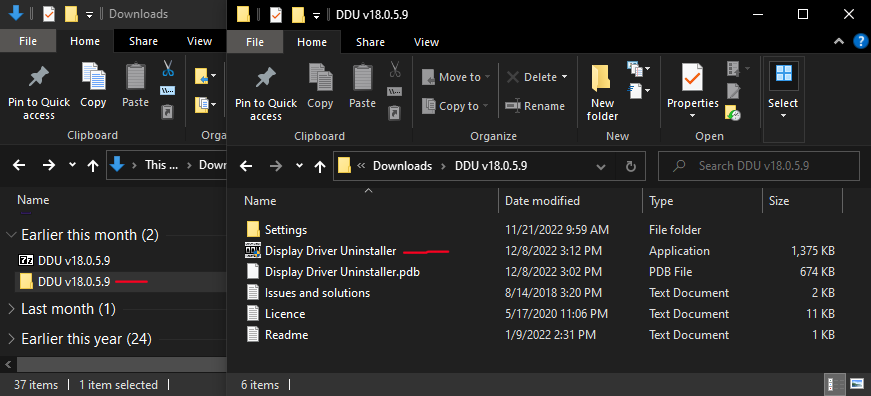 Downloads
File
Home
Share
View
Pin to Quick
access
Copy
Paste
Clipboard
Orga
This ...
Down
Name
Earlier this month (2)
DDU v18.0.5.9
DDU v18.0.5.9
Last month (1)
Earlier this year (24)
37 items
1 item selected
DDU v18.0.5.9
File
Home
Share
View
Pin to Quick
access
Copy
Paste
Clipboard
Move to
Copy to
Delete
Rename
Organize
New
folder
New
Properties
Open
Select
Downloads
DDU v18.0.5.9
Search DDU v18.0.5.9
Name Date modified Type Size
Settings 11/21/2022 9:59 AM File folder
Display Driver Uninstaller 12/8/2022 3:12 PM Application 1,375 KB
Display Driver Uninstaller.pdb 12/8/2022 3:02 PM PDB File 674 KB
Issues and solutions 8/14/2018 3:20 PM Text Document 2 KB
Licence 5/17/2020 11:06 PM Text Document 11 KB
Readme 1/9/2022 2:31 PM Text Document 1 KB
6 items